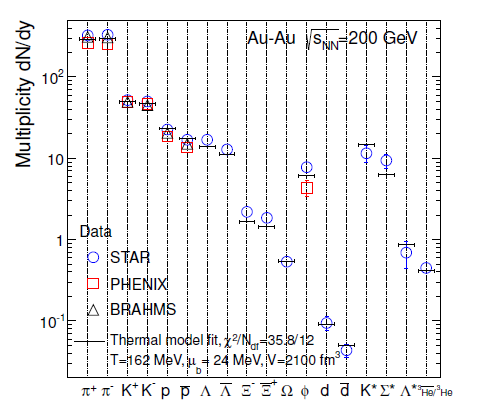 Multiplicity dN/dy
Au-Au √sNN=200 GeV
10²
10
1
10⁻¹
Data
STAR
PHENIX
BRAHMS
Thermal model fit, χ²/Ndf=35.8/12
T=162 MeV, μb= 24 MeV, V=2100 fm³
π⁺ π⁻ K⁺ K⁻ p p̅ Λ Λ̅ Ξ⁻ Ξ̅⁺ Ω ϕ d d̅ K* Σ* Λ* ³He/³He